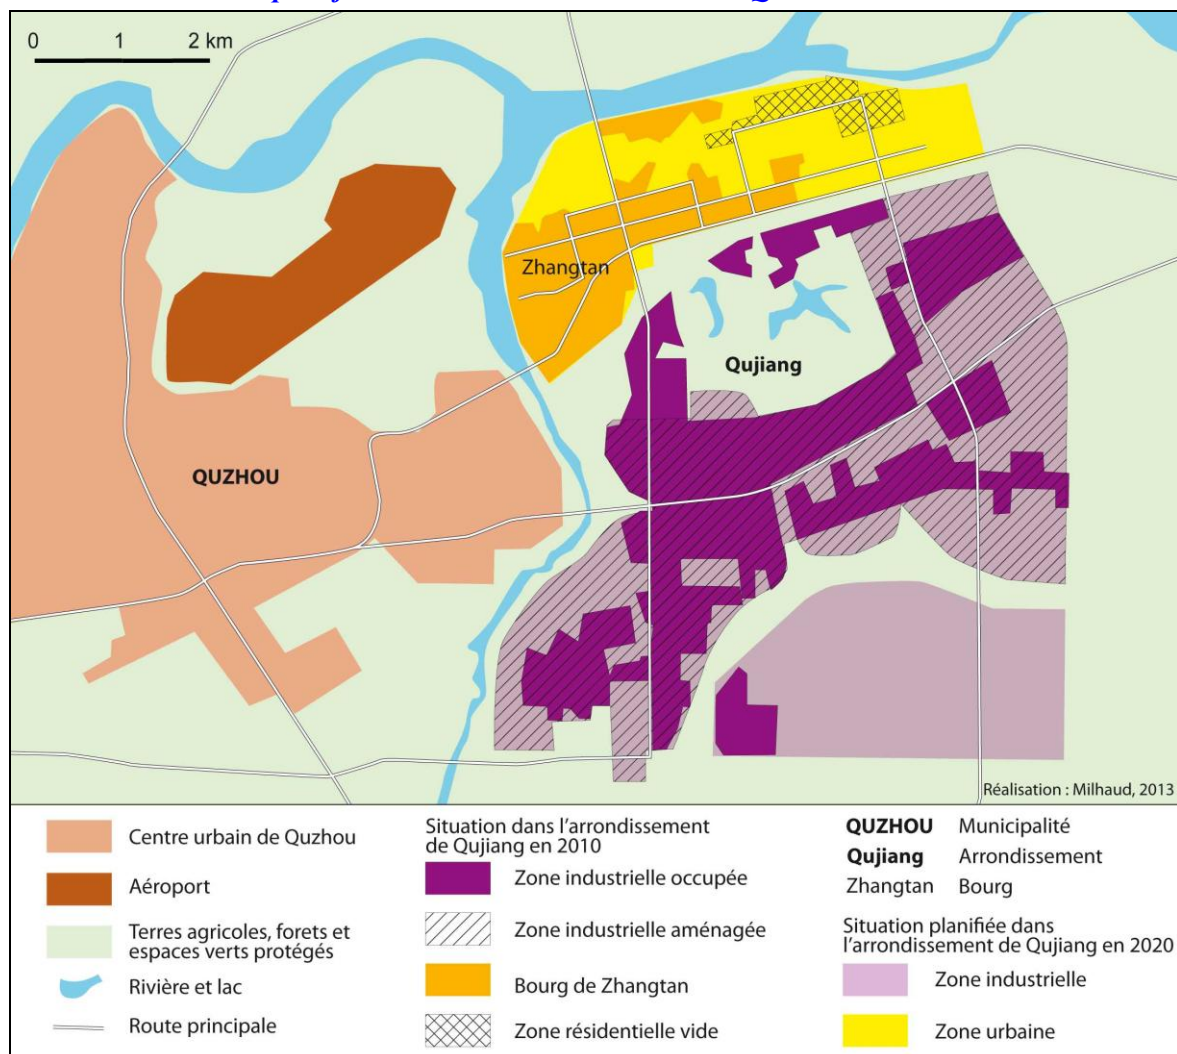 0 1 2 km
Zhangtan
Qujiang
QUZHOU
Réalisation : Milhaud, 2013
Centre urbain de Quzhou
Aéroport
Terres agricoles, forets et
espaces verts protégés
Rivière et lac
Route principale
Situation dans l'arrondissement
de Qujiang en 2010
Zone industrielle occupée
Zone industrielle aménagée
Bourg de Zhangtan
Zone résidentielle vide
QUZHOU Municipalité
Qujiang Arrondissement
Zhangtan Bourg
Situation planifiée dans
l'arrondissement de Qujiang en 2020
Zone industrielle
Zone urbaine